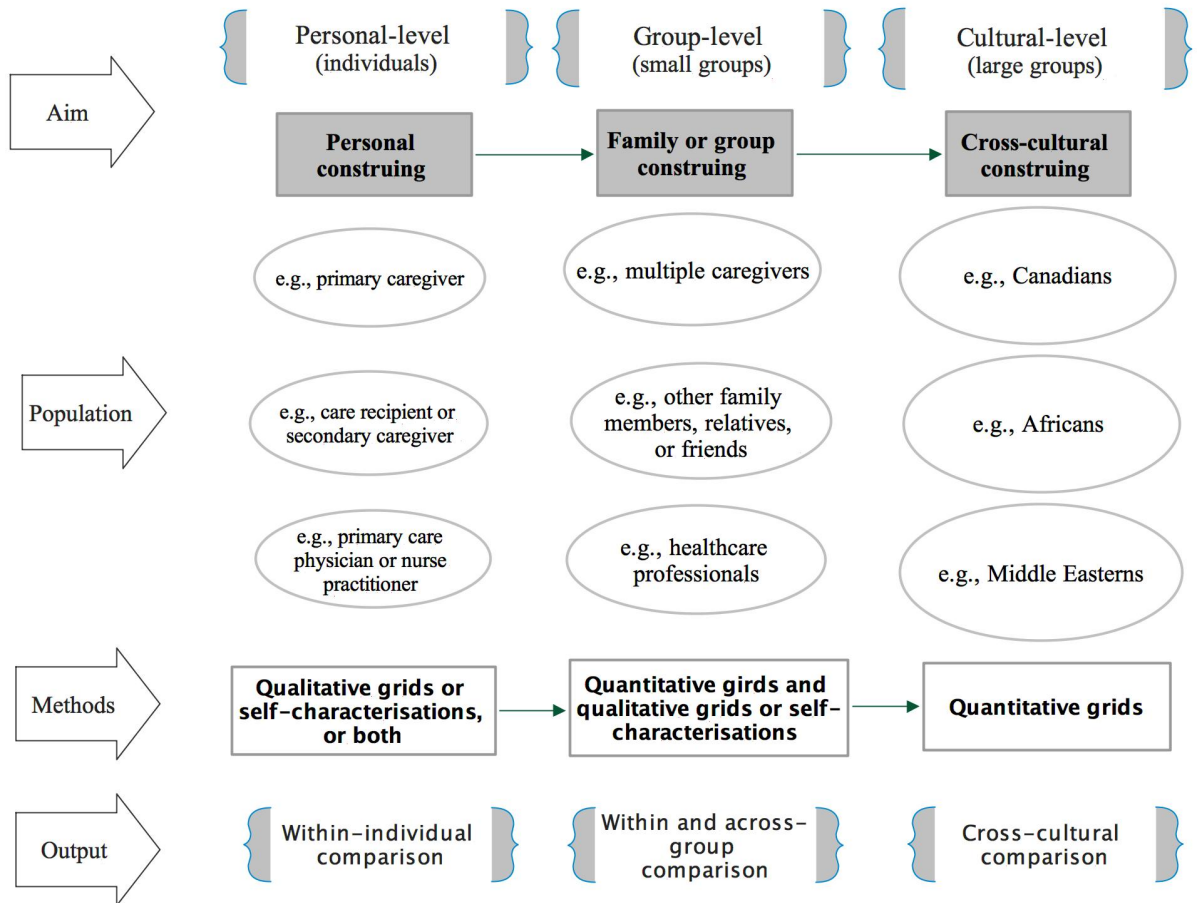 Personal-level
(individuals)
Group-level
(small groups)
Cultural-level
(large groups)
Aim
Personal
construing
Family or group
construing
Cross-cultural
construing
e.g., primary caregiver
e.g., multiple caregivers
e.g., Canadians
Population
e.g., care recipient or
secondary caregiver
e.g., other family
members, relatives,
or friends
e.g., Africans
e.g., primary care
physician or nurse
practitioner
e.g., healthcare
professionals
e.g., Middle Easterns
Methods
Qualitative grids or
self-characterisations,
or both
Quantitative girds and
qualitative grids or self-
characterisations
Quantitative grids
Output
Within-individual
comparison
Within and across-
group
comparison
Cross-cultural
comparison